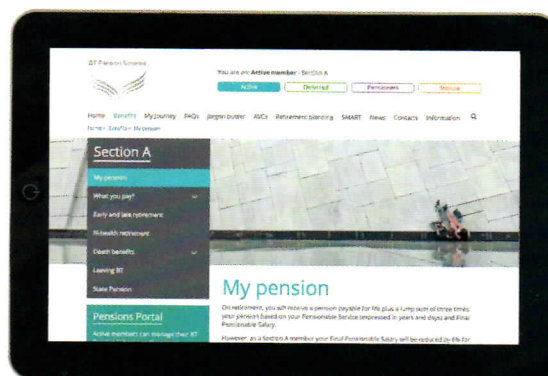 BT Pension Scheme
You are an: Active member - Section A
Active Deferred Pensioners
Home Benefits My Journey FAQs Jargon buster AVCs Retirement planning SMART News Contacts Information
Home > Benefits > My pension
Section A
My pension
What you pay?
Early and late retirement
Ill-health retirement
Death benefits
Leaving BT
State Pension
Pensions Portal
Active members can manage their BT
My pension
On retirement, you will receive a pension payable for life plus a lump sum of three times
your pension based on your Pensionable Service (expressed in years and days) and Final
Pensionable Salary.
However, as a Section A member your Final Pensionable Salary will be reduced by 6% for